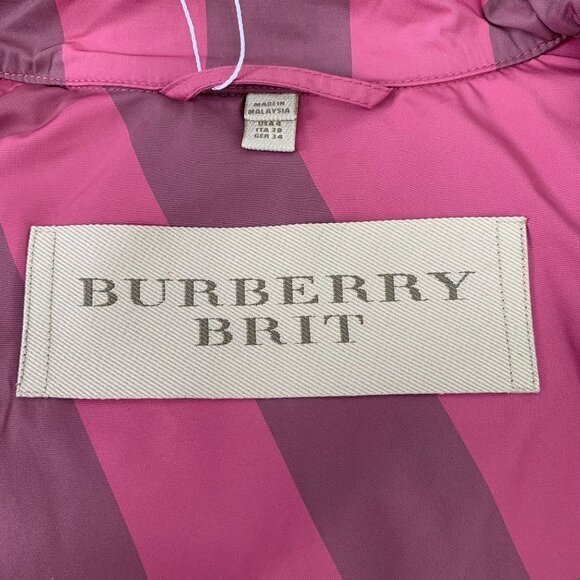 MADE IN
MALAYSIA
USA 4
ITA 38
GER 34
BURBERRY
BRIT